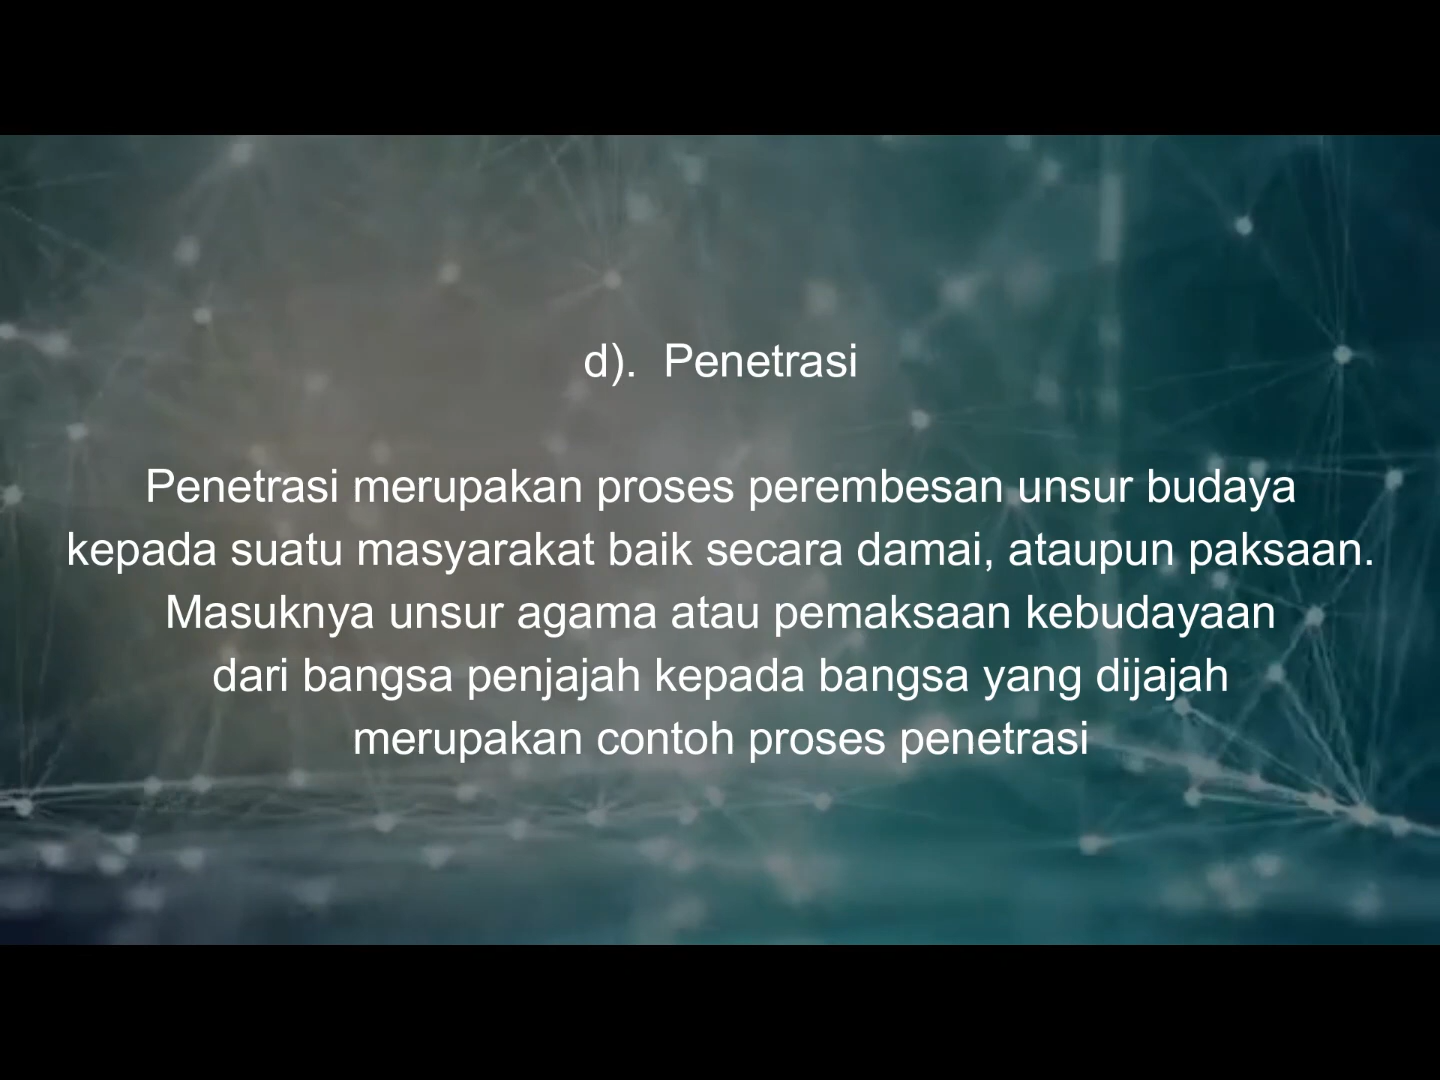 d).  Penetrasi
Penetrasi merupakan proses perembesan unsur budaya
kepada suatu masyarakat baik secara damai, ataupun paksaan.
Masuknya unsur agama atau pemaksaan kebudayaan
dari bangsa penjajah kepada bangsa yang dijajah
merupakan contoh proses penetrasi